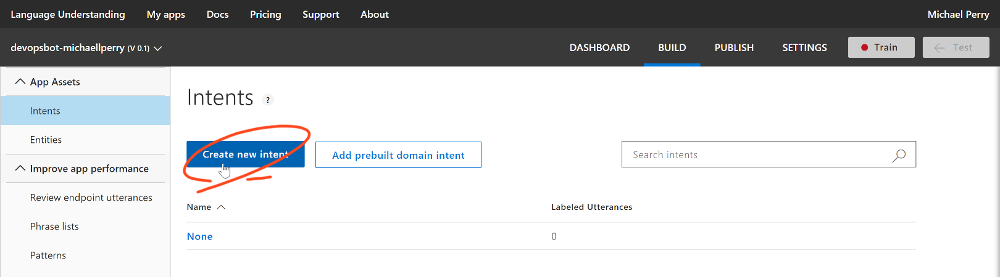 Language Understanding My apps Docs Pricing Support About Michael Perry
devopsbot-michaellperry (V 0.1) DASHBOARD BUILD PUBLISH SETTINGS Train Test
App Assets
Intents
Entities
Improve app performance
Review endpoint utterances
Phrase lists
Patterns
Intents ?
Create new intent Add prebuilt domain intent Search intents
Name Labeled Utterances
None 0